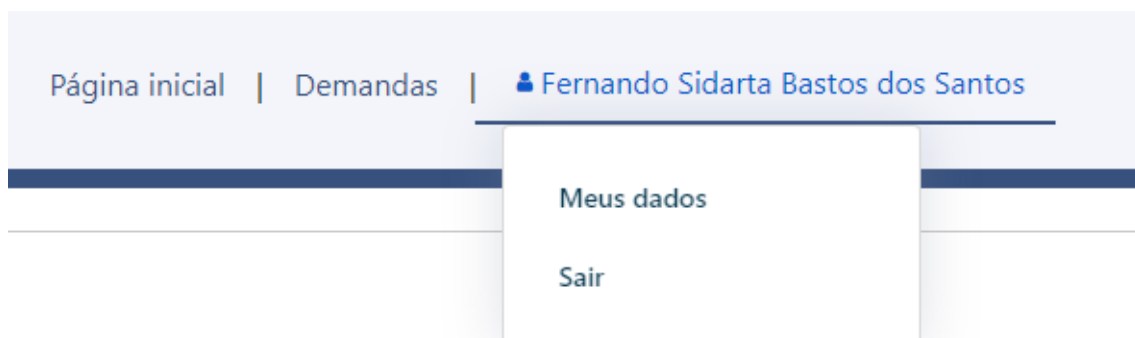 Página inicial | Demandas | Fernando Sidarta Bastos dos Santos
Meus dados
Sair